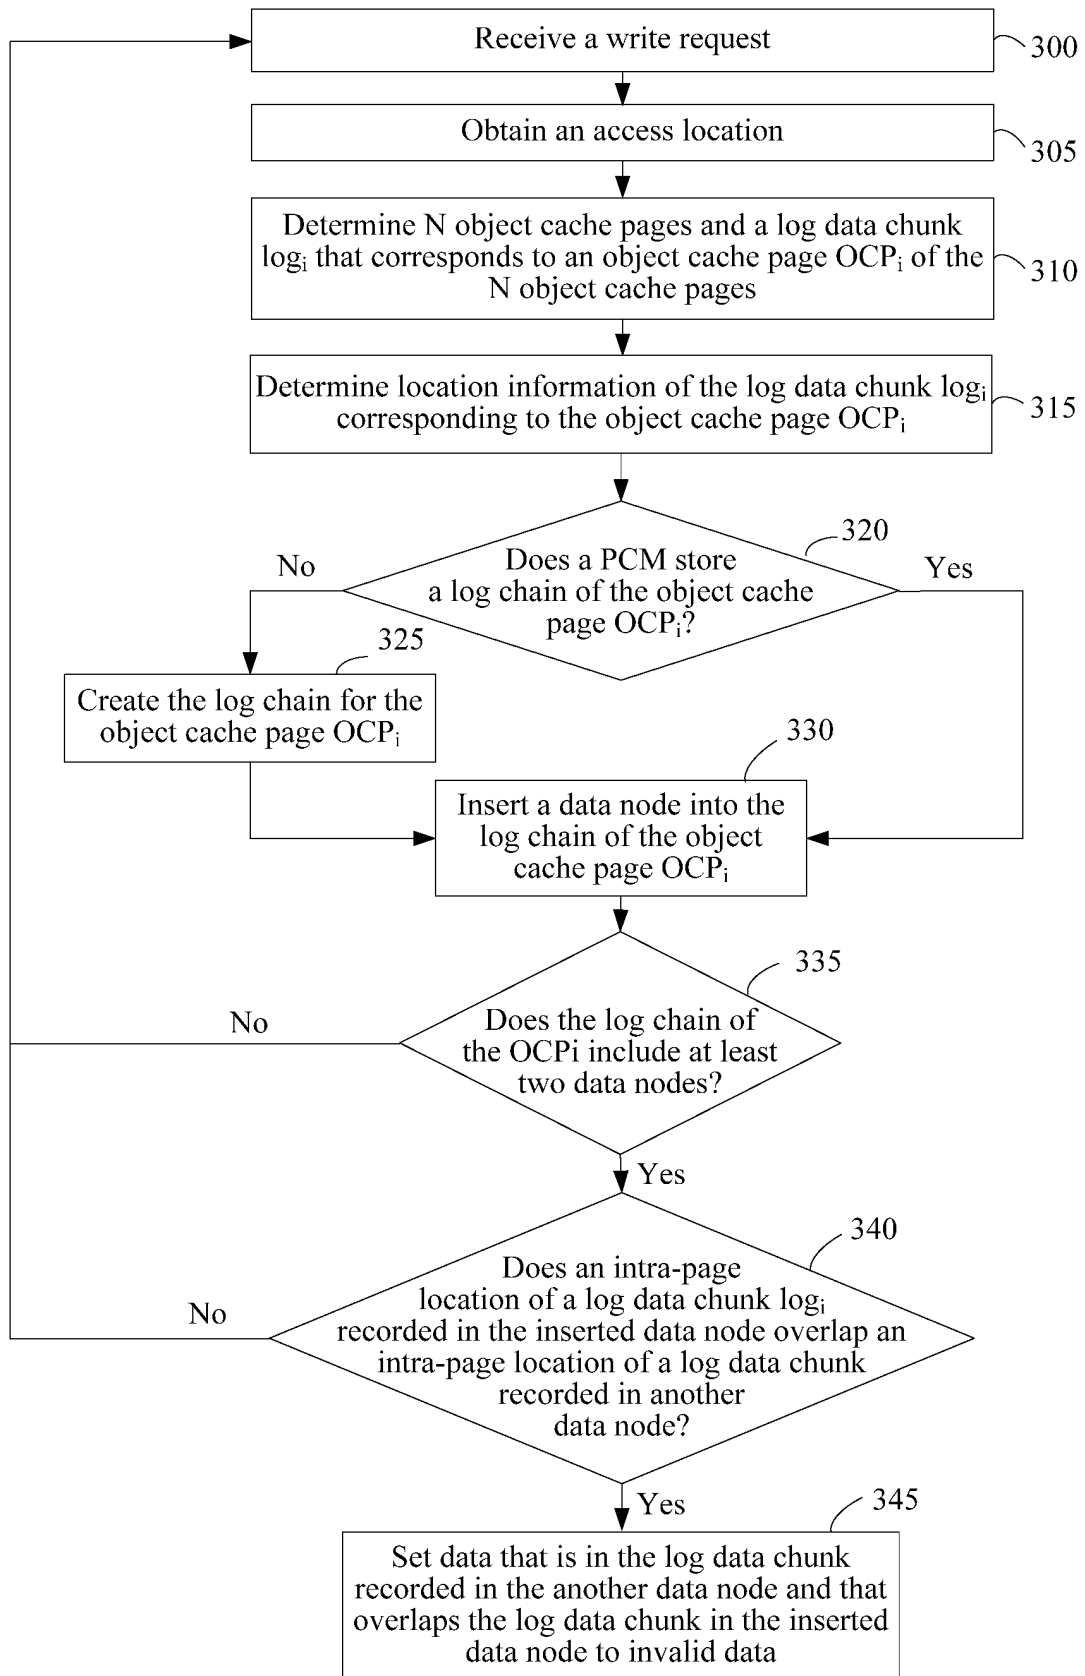 Receive a write request
300
Obtain an access location
305
Determine N object cache pages and a log data chunk
logᵢ that corresponds to an object cache page OCPᵢ of the
N object cache pages
310
Determine location information of the log data chunk logᵢ
corresponding to the object cache page OCPᵢ
315
320
Does a PCM store
a log chain of the object cache
page OCPᵢ?
No
Yes
325
Create the log chain for the
object cache page OCPᵢ
330
Insert a data node into the
log chain of the object
cache page OCPᵢ
335
Does the log chain of
the OCPi include at least
two data nodes?
No
Yes
340
Does an intra-page
location of a log data chunk logᵢ
recorded in the inserted data node overlap an
intra-page location of a log data chunk
recorded in another
data node?
No
Yes
345
Set data that is in the log data chunk
recorded in the another data node and that
overlaps the log data chunk in the inserted
data node to invalid data